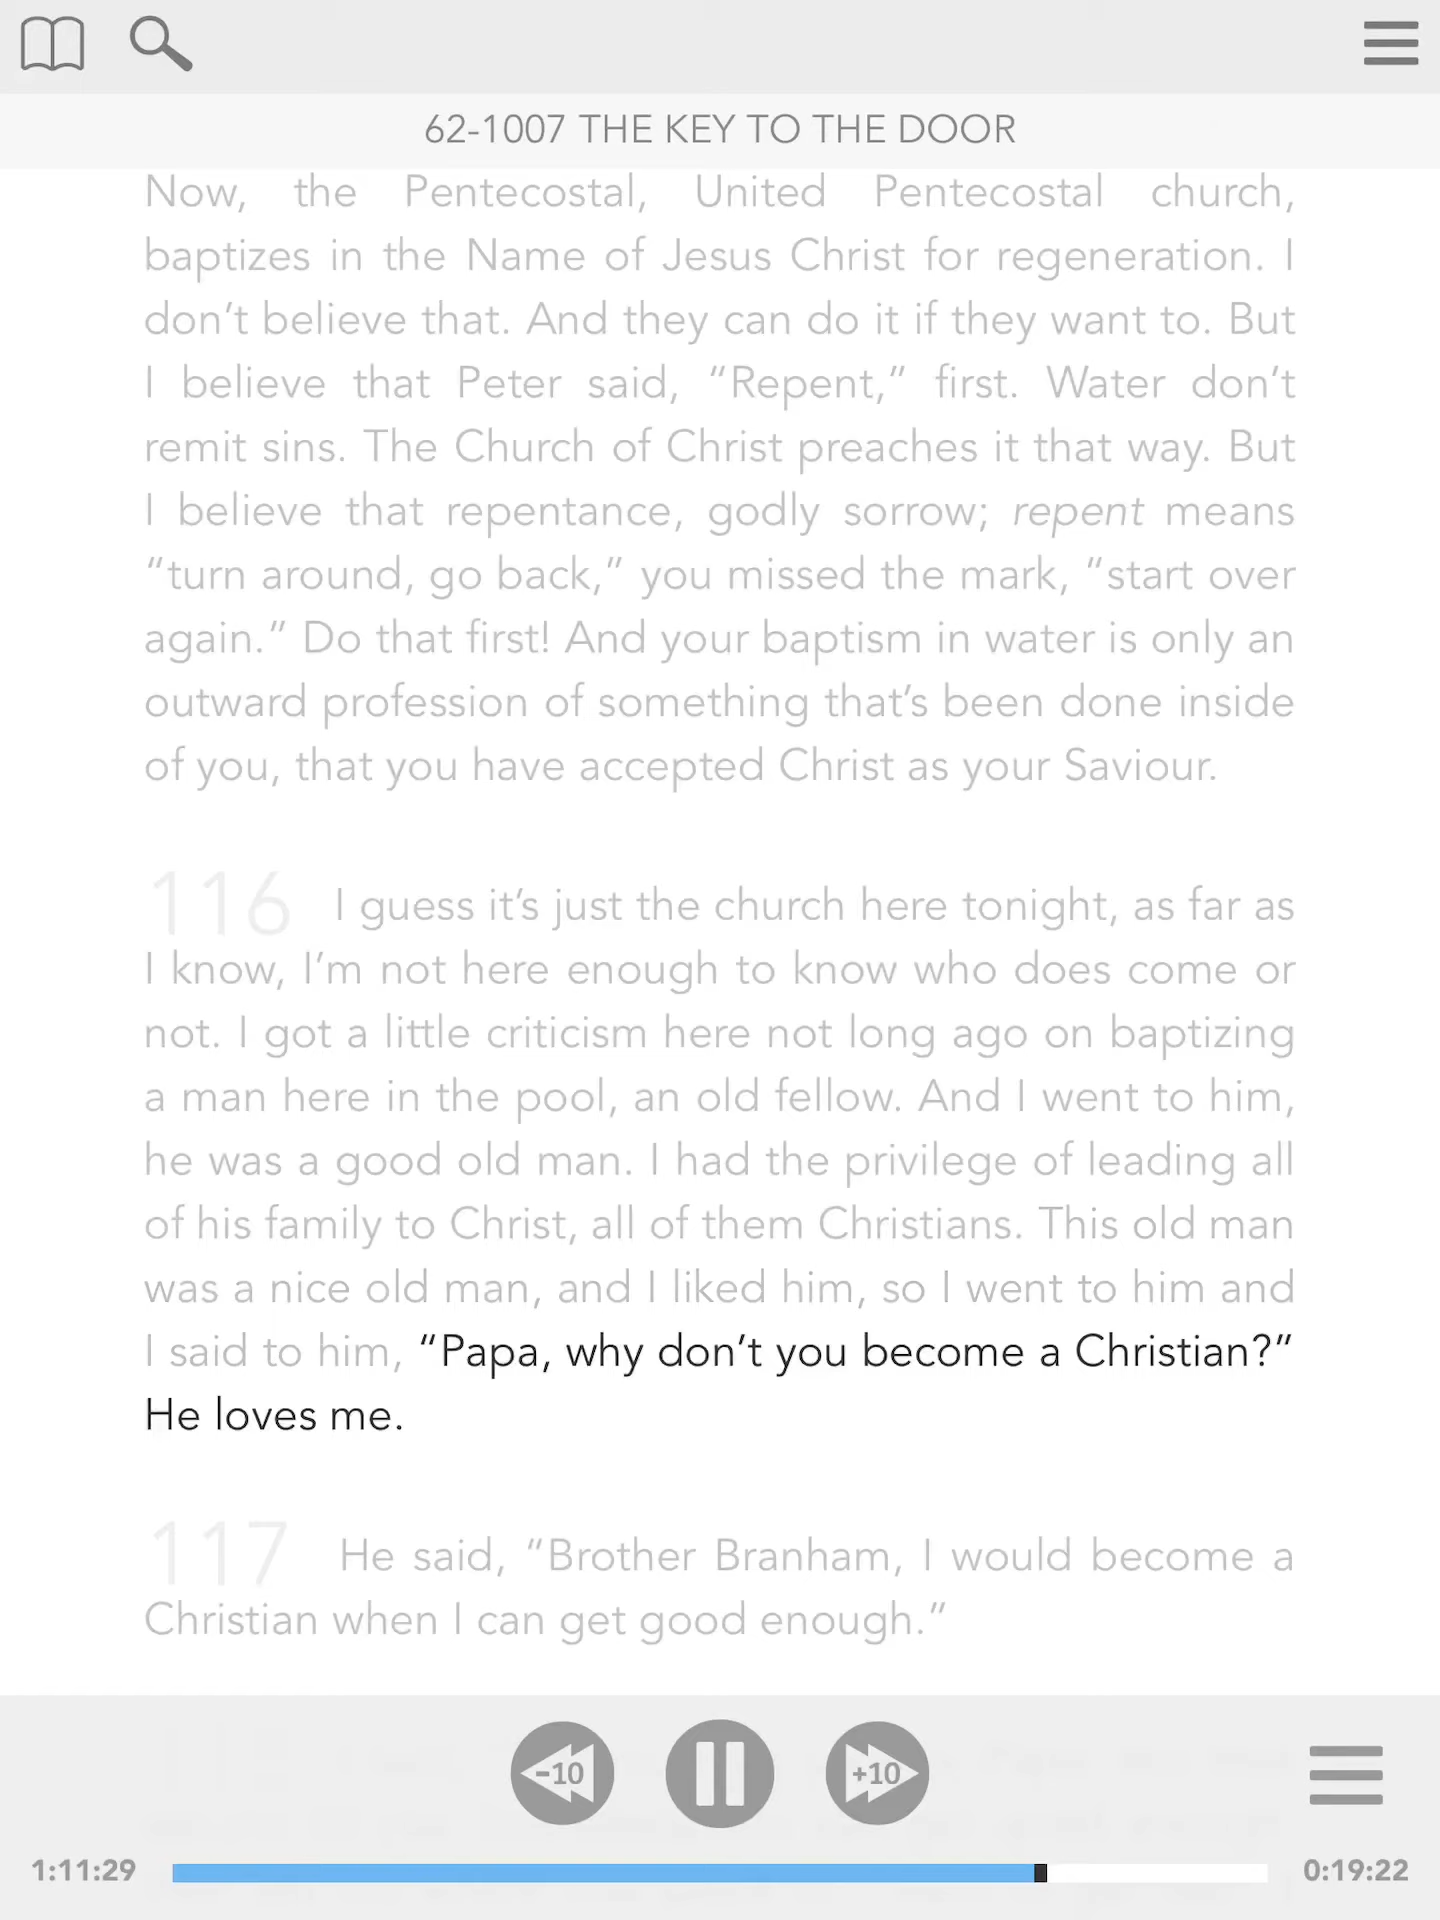 62-1007 THE KEY TO THE DOOR
Now, the Pentecostal, United Pentecostal church,
baptizes in the Name of Jesus Christ for regeneration. I
don’t believe that. And they can do it if they want to. But
I believe that Peter said, “Repent,” first. Water don’t
remit sins. The Church of Christ preaches it that way. But
I believe that repentance, godly sorrow; repent means
“turn around, go back,” you missed the mark, “start over
again.” Do that first! And your baptism in water is only an
outward profession of something that’s been done inside
of you, that you have accepted Christ as your Saviour.
116 I guess it’s just the church here tonight, as far as
I know, I’m not here enough to know who does come or
not. I got a little criticism here not long ago on baptizing
a man here in the pool, an old fellow. And I went to him,
he was a good old man. I had the privilege of leading all
of his family to Christ, all of them Christians. This old man
was a nice old man, and I liked him, so I went to him and
I said to him, “Papa, why don’t you become a Christian?”
He loves me.
117 He said, “Brother Branham, I would become a
Christian when I can get good enough.”
-10 +10
1:11:29 0:19:22